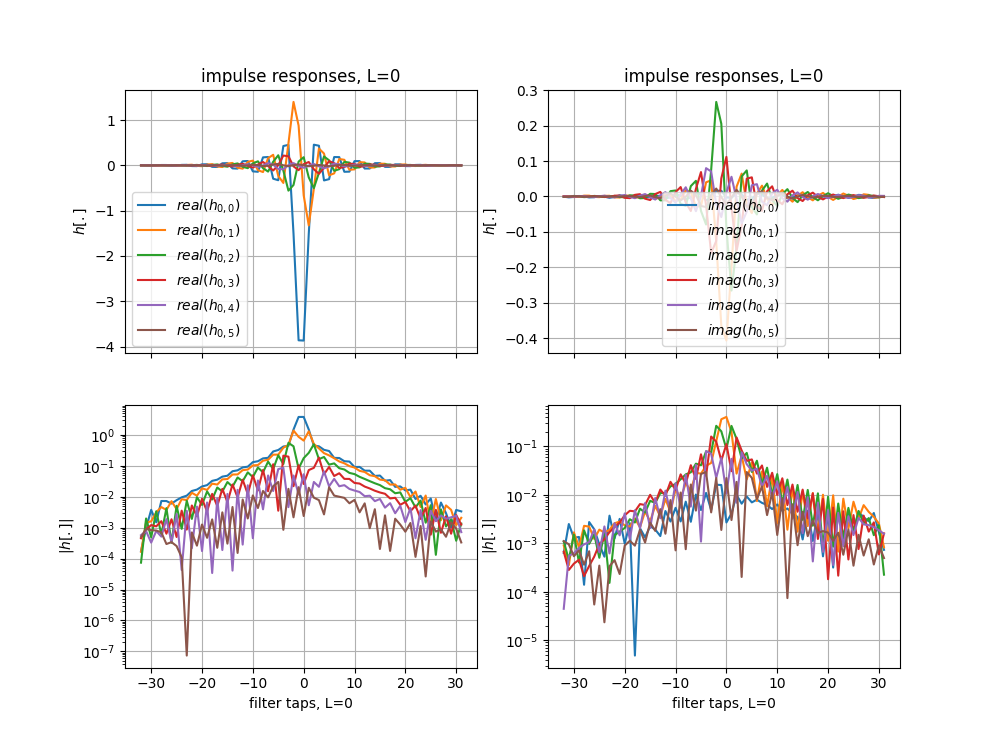 impulse responses, L=0
1
0
−1
−2
−3
−4
h[.]
real(h0,0)
real(h0,1)
real(h0,2)
real(h0,3)
real(h0,4)
real(h0,5)
impulse responses, L=0
0.3
0.2
0.1
0.0
−0.1
−0.2
−0.3
−0.4
h[.]
imag(h0,0)
imag(h0,1)
imag(h0,2)
imag(h0,3)
imag(h0,4)
imag(h0,5)
10^0
10^−1
10^−2
10^−3
10^−4
10^−5
10^−6
10^−7
|h[.]|
−30 −20 −10 0 10 20 30
filter taps, L=0
10^−1
10^−2
10^−3
10^−4
10^−5
|h[.]|
−30 −20 −10 0 10 20 30
filter taps, L=0